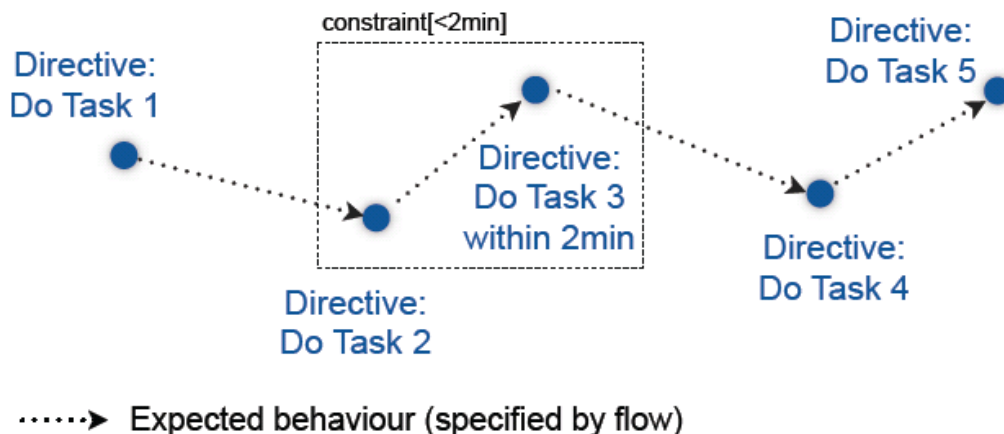 constraint[<2min]
Directive:
Do Task 1
Directive:
Do Task 2
Directive:
Do Task 3
within 2min
Directive:
Do Task 4
Directive:
Do Task 5
Expected behaviour (specified by flow)